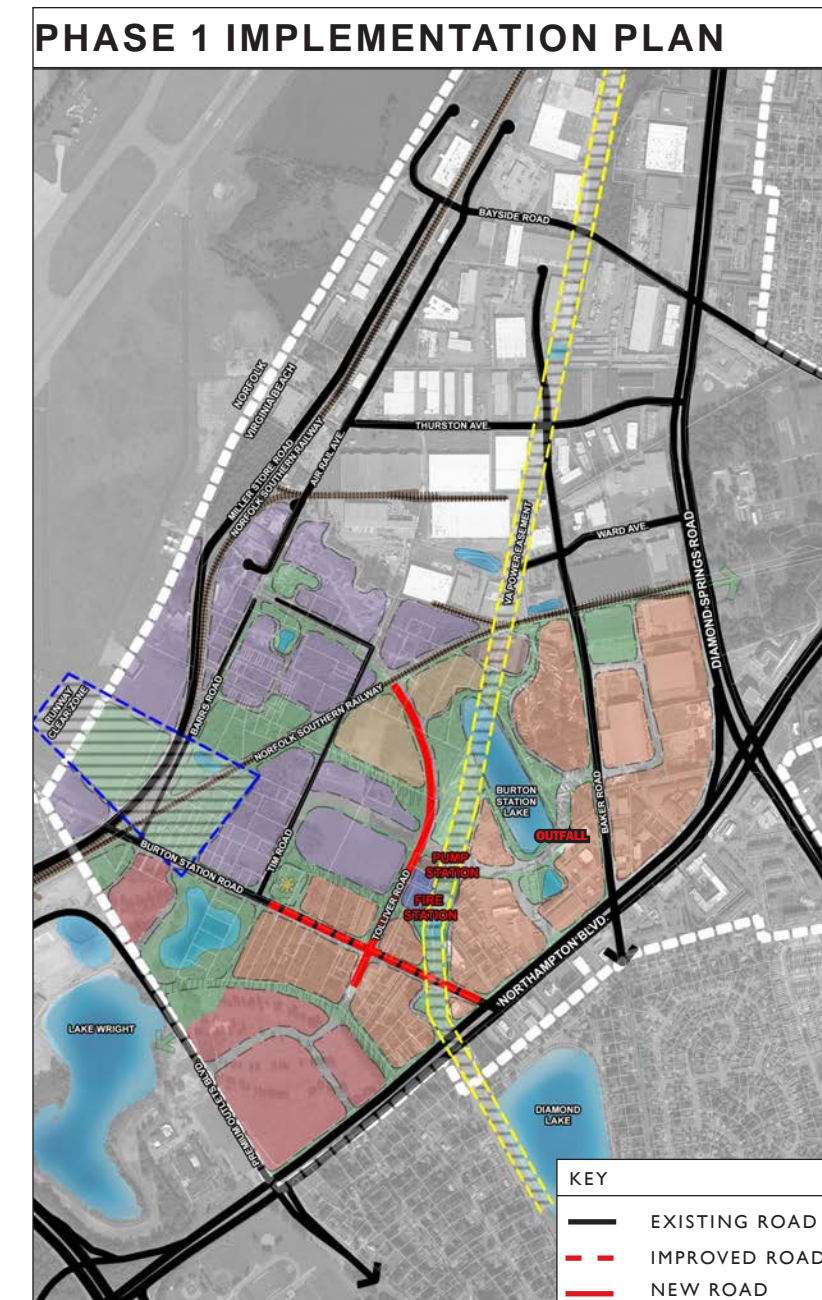 PHASE 1 IMPLEMENTATION PLAN
BAYSIDE ROAD
NORFOLK
VIRGINIA BEACH
MILLER STORE ROAD
NORFOLK SOUTHERN RAILWAY
AIR RAIL AVE.
THURSTON AVE.
VA POWER EASEMENT
WARD AVE.
DIAMOND SPRINGS ROAD
RUNWAY
CLEAR ZONE
BARRS ROAD
NORFOLK SOUTHERN RAILWAY
BURTON
STATION
LAKE
BAKER ROAD
OUTFALL
BURTON STATION ROAD
TIM ROAD
PUMP
STATION
FIRE
STATION
TOLLIVER ROAD
NORTHAMPTON BLVD.
LAKE WRIGHT
PREMIUM OUTLETS BLVD
DIAMOND
LAKE
KEY
EXISTING ROAD
IMPROVED ROAD
NEW ROAD